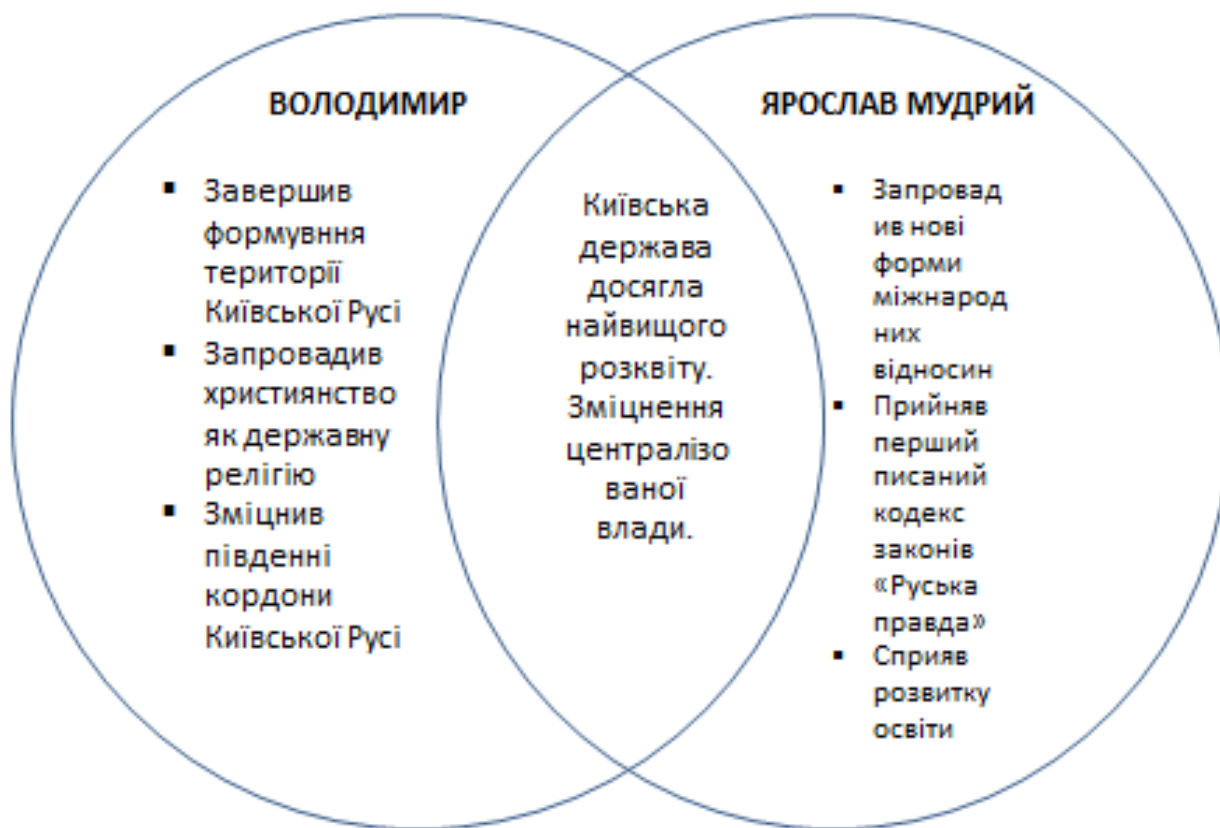 ВОЛОДИМИР
Завершив
формувння
території
Київської Русі
Запровадив
християнство
як державну
релігію
Зміцнив
південні
кордони
Київської Русі
Київська
держава
досягла
найвищого
розквіту.
Зміцнення
централізо
ваної
влади.
ЯРОСЛАВ МУДРИЙ
Запровад
ив нові
форми
міжнарод
них
відносин
Прийняв
перший
писаний
кодекс
законів
«Руська
правда»
Сприяв
розвитку
освіти